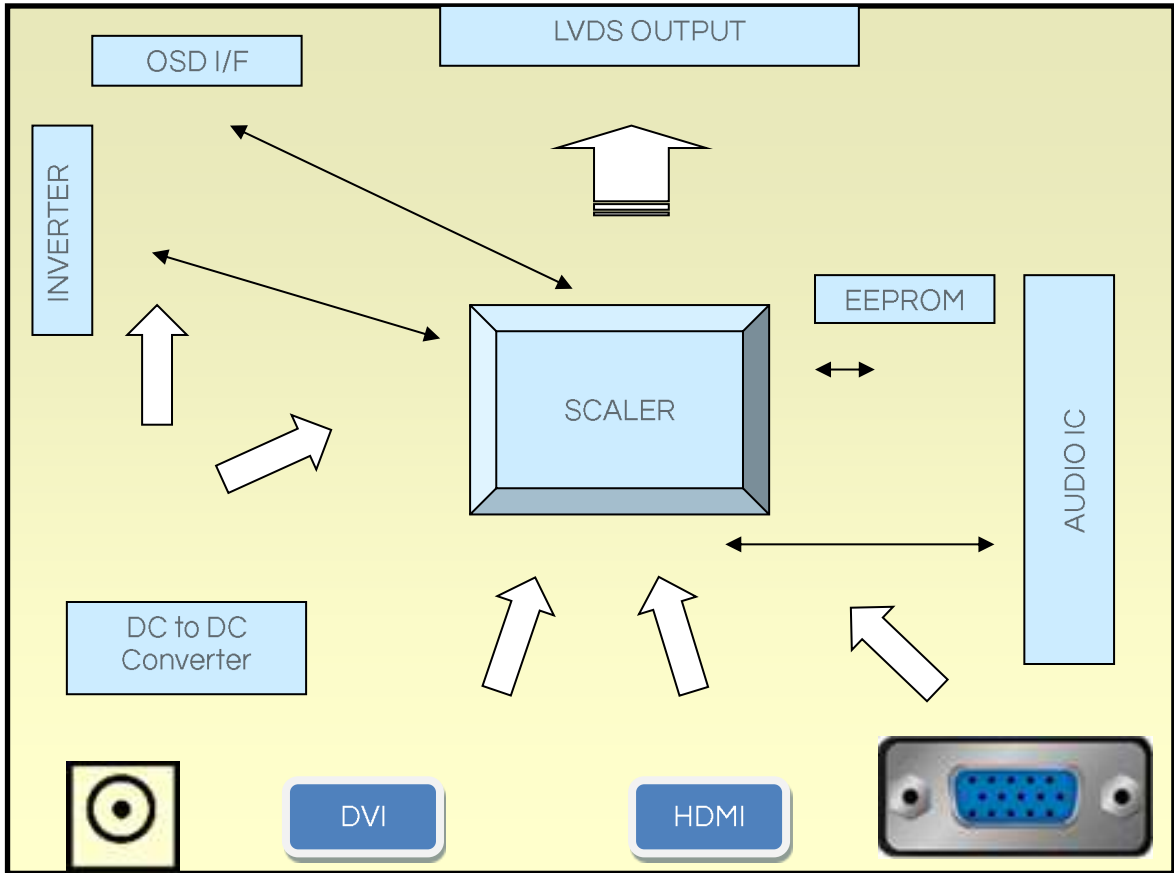 LVDS OUTPUT
OSD I/F
INVERTER
EEPROM
SCALER
AUDIO IC
DC to DC
Converter
DVI
HDMI